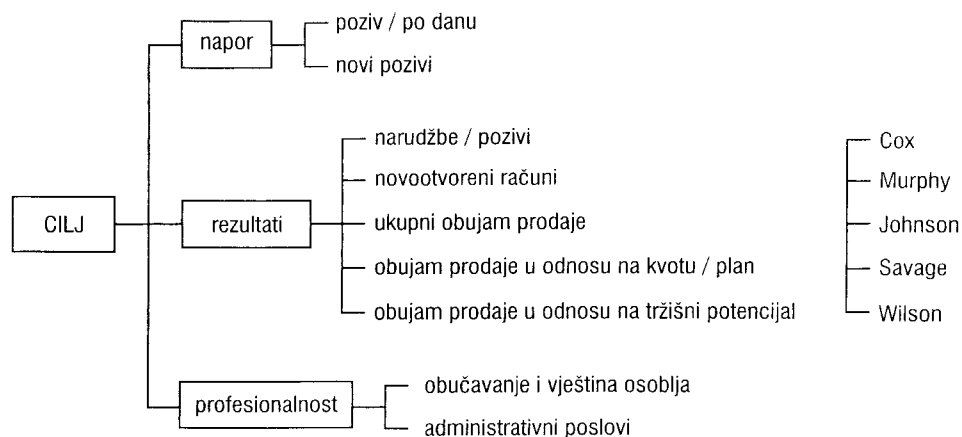 napor
poziv / po danu
novi pozivi
CILJ
rezultati
narudžbe / pozivi
novootvoreni računi
ukupni obujam prodaje
obujam prodaje u odnosu na kvotu / plan
obujam prodaje u odnosu na tržišni potencijal
Cox
Murphy
Johnson
Savage
Wilson
profesionalnost
obučavanje i vještina osoblja
administrativni poslovi